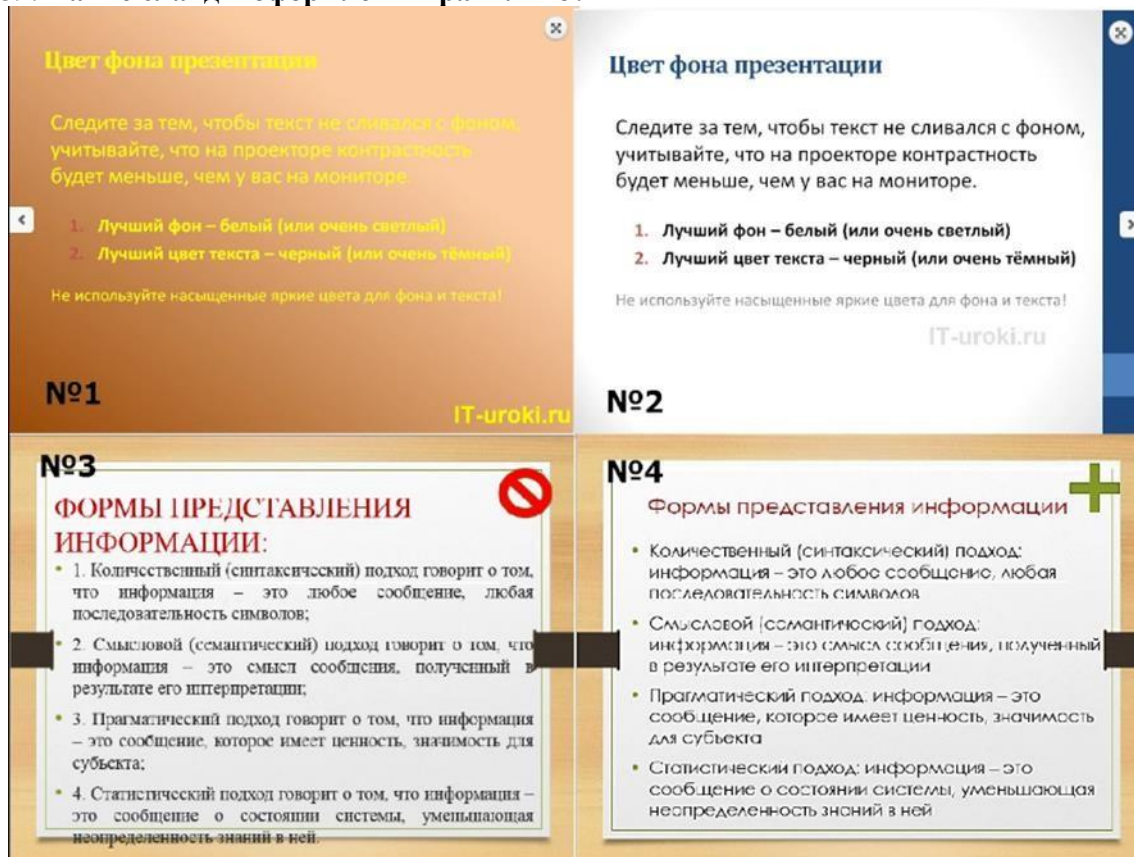 Цвет фона презентации
Следите за тем, чтобы текст не сливался с фоном,
учитывайте, что на проекторе контрастность
будет меньше, чем у вас на мониторе.
1. Лучший фон – белый (или очень светлый)
2. Лучший цвет текста – черный (или очень тёмный)
Не используйте насыщенные яркие цвета для фона и текста!
№1
IT-uroki.ru
Цвет фона презентации
Следите за тем, чтобы текст не сливался с фоном,
учитывайте, что на проекторе контрастность
будет меньше, чем у вас на мониторе.
1. Лучший фон – белый (или очень светлый)
2. Лучший цвет текста – черный (или очень тёмный)
Не используйте насыщенные яркие цвета для фона и текста!
IT-uroki.ru
№2
№3
ФОРМЫ ПРЕДСТАВЛЕНИЯ
ИНФОРМАЦИИ:
• 1. Количественный (синтаксический) подход говорит о том,
что информация – это любое сообщение, любая
последовательность символов;
• 2. Смысловой (семантический) подход говорит о том, что
информация – это смысл сообщения, полученный в
результате его интерпретации;
• 3. Прагматический подход говорит о том, что информация
– это сообщение, которое имеет ценность, значимость для
субъекта;
• 4. Статистический подход говорит о том, что информация –
это сообщение о состоянии системы, уменьшающая
неопределенность знаний в ней.
№4
Формы представления информации
• Количественный (синтаксический) подход:
информация – это любое сообщение, любая
последовательность символов
• Смысловой (семантический) подход:
информация – это смысл сообщения, полученный
в результате его интерпретации
• Прагматический подход: информация – это
сообщение, которое имеет ценность, значимость
для субъекта
• Статистический подход: информация – это
сообщение о состоянии системы, уменьшающая
неопределенность знаний в ней